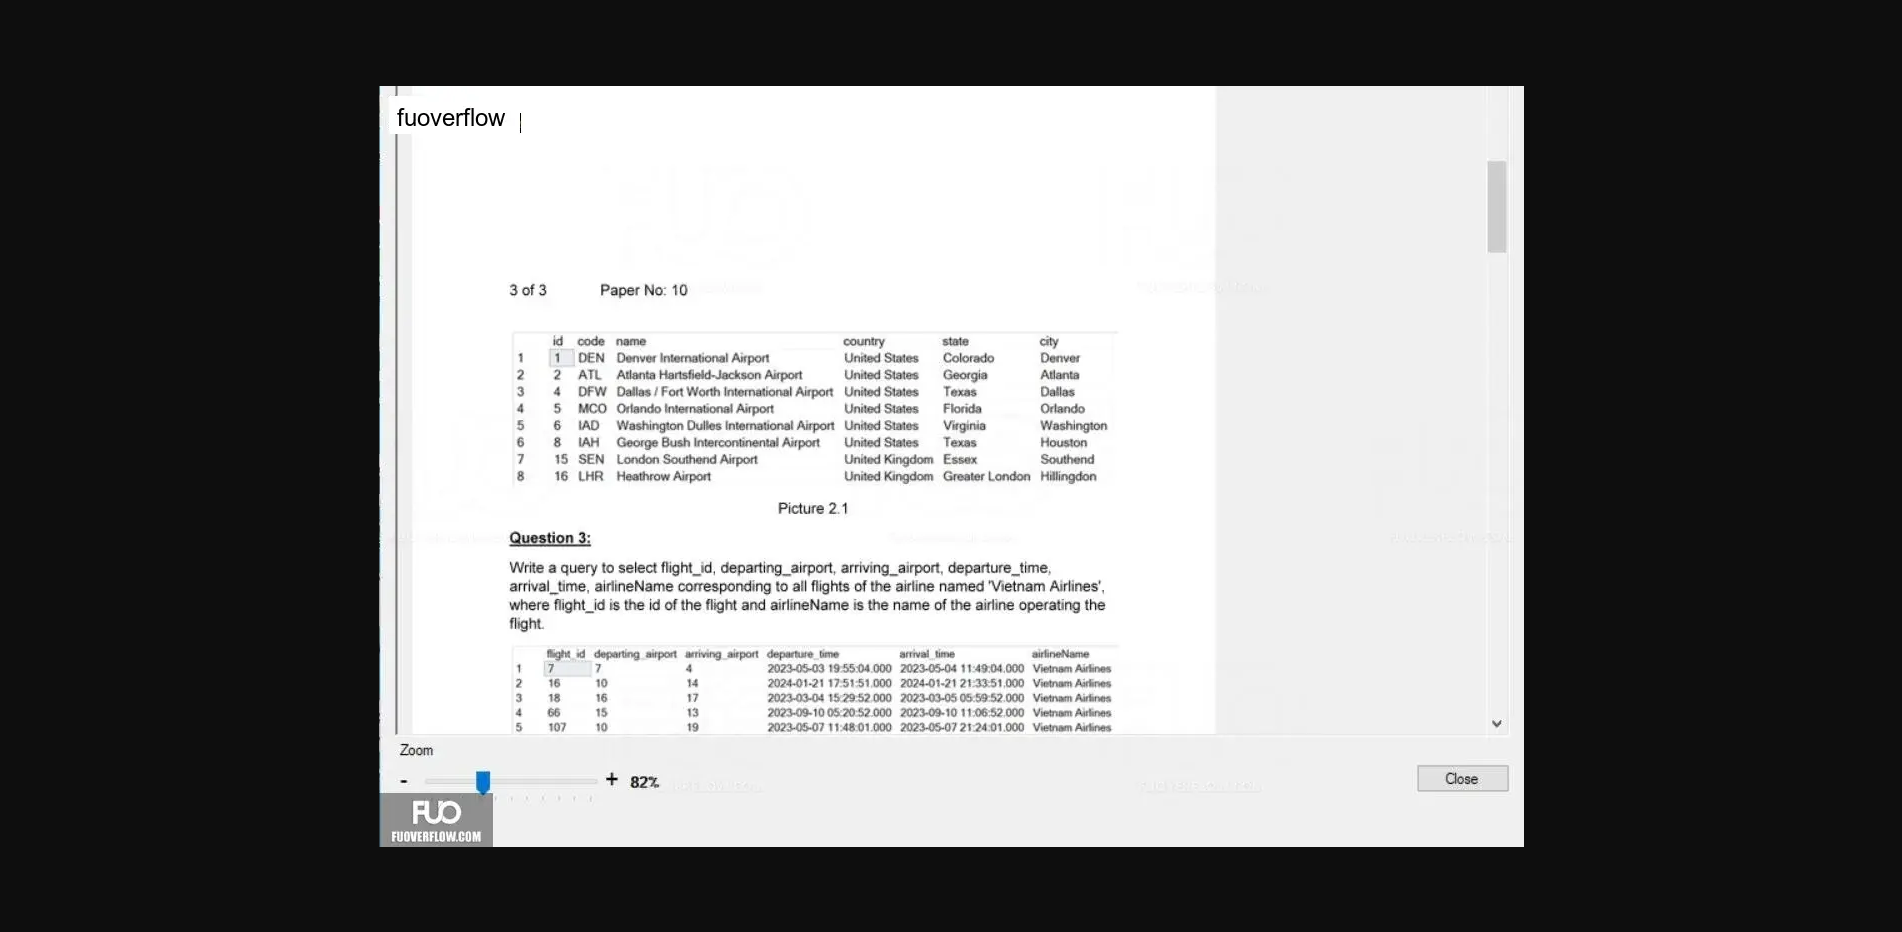 fuoverflow
3 of 3 Paper No: 10
id code name country state city
1 1 DEN Denver International Airport United States Colorado Denver
2 2 ATL Atlanta Hartsfield-Jackson Airport United States Georgia Atlanta
3 4 DFW Dallas / Fort Worth International Airport United States Texas Dallas
4 5 MCO Orlando International Airport United States Florida Orlando
5 6 IAD Washington Dulles International Airport United States Virginia Washington
6 8 IAH George Bush Intercontinental Airport United States Texas Houston
7 15 SEN London Southend Airport United Kingdom Essex Southend
8 16 LHR Heathrow Airport United Kingdom Greater London Hillingdon
Picture 2.1
Question 3:
Write a query to select flight_id, departing_airport, arriving_airport, departure_time,
arrival_time, airlineName corresponding to all flights of the airline named 'Vietnam Airlines',
where flight_id is the id of the flight and airlineName is the name of the airline operating the
flight.
flight_id departing_airport arriving_airport departure_time arrival_time airlineName
1 7 7 4 2023-05-03 19:55:04.000 2023-05-04 11:49:04.000 Vietnam Airlines
2 16 10 14 2024-01-21 17:51:51.000 2024-01-21 21:33:51.000 Vietnam Airlines
3 18 16 17 2023-03-04 15:29:52.000 2023-03-05 05:59:52.000 Vietnam Airlines
4 66 15 13 2023-09-10 05:20:52.000 2023-09-10 11:06:52.000 Vietnam Airlines
5 107 10 19 2023-05-07 11:48:01.000 2023-05-07 21:24:01.000 Vietnam Airlines
Zoom
- + 82%
Close
FUO
FUOVERFLOW.COM